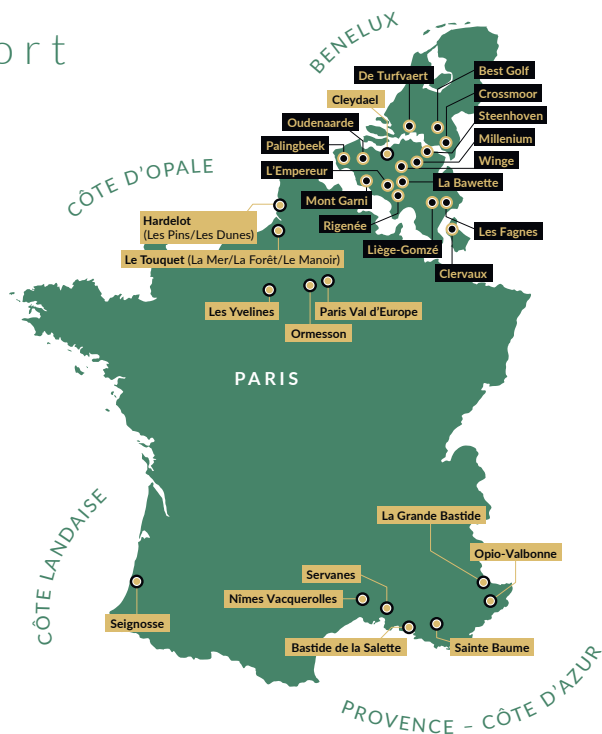 ort
BENELUX
De Turfvaert
Best Golf
Cleydael
Crossmoor
Oudenaarde
Steenhoven
Palingbeek
Millenium
L'Empereur
Winge
La Bawette
Mont Garni
Rigenée
Les Fagnes
Liège-Gomzé
Clervaux
CÔTE D'OPALE
Hardelot
(Les Pins/Les Dunes)
Le Touquet (La Mer/La Forêt/Le Manoir)
Les Yvelines
Paris Val d'Europe
Ormesson
PARIS
CÔTE LANDAISE
La Grande Bastide
Opio-Valbonne
Servanes
Nîmes Vacquerolles
Seignosse
Bastide de la Salette
Sainte Baume
PROVENCE – CÔTE D'AZUR